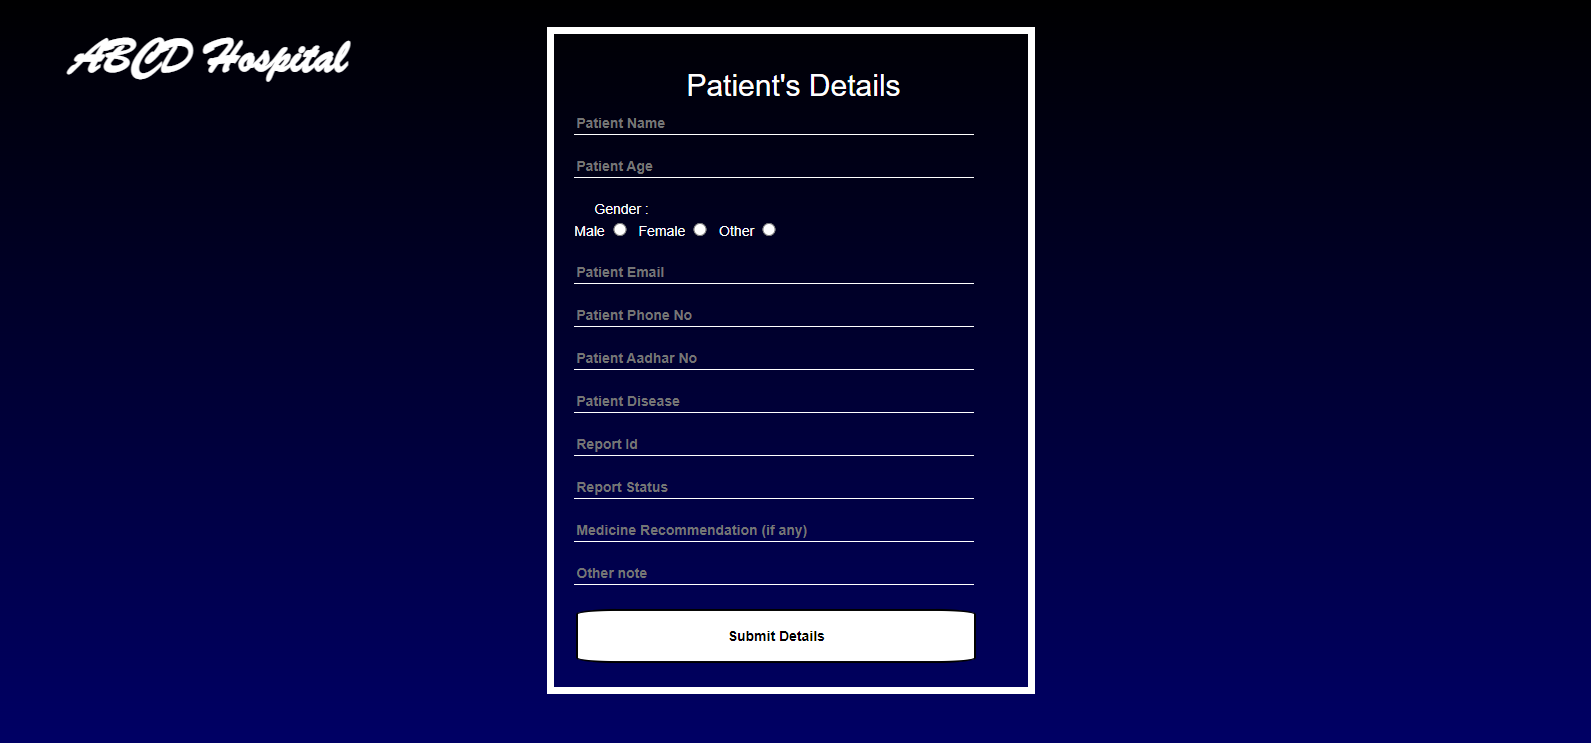 ABCD Hospital
Patient's Details
Patient Name
Patient Age
Gender :
Male Female Other
Patient Email
Patient Phone No
Patient Aadhar No
Patient Disease
Report Id
Report Status
Medicine Recommendation (if any)
Other note
Submit Details